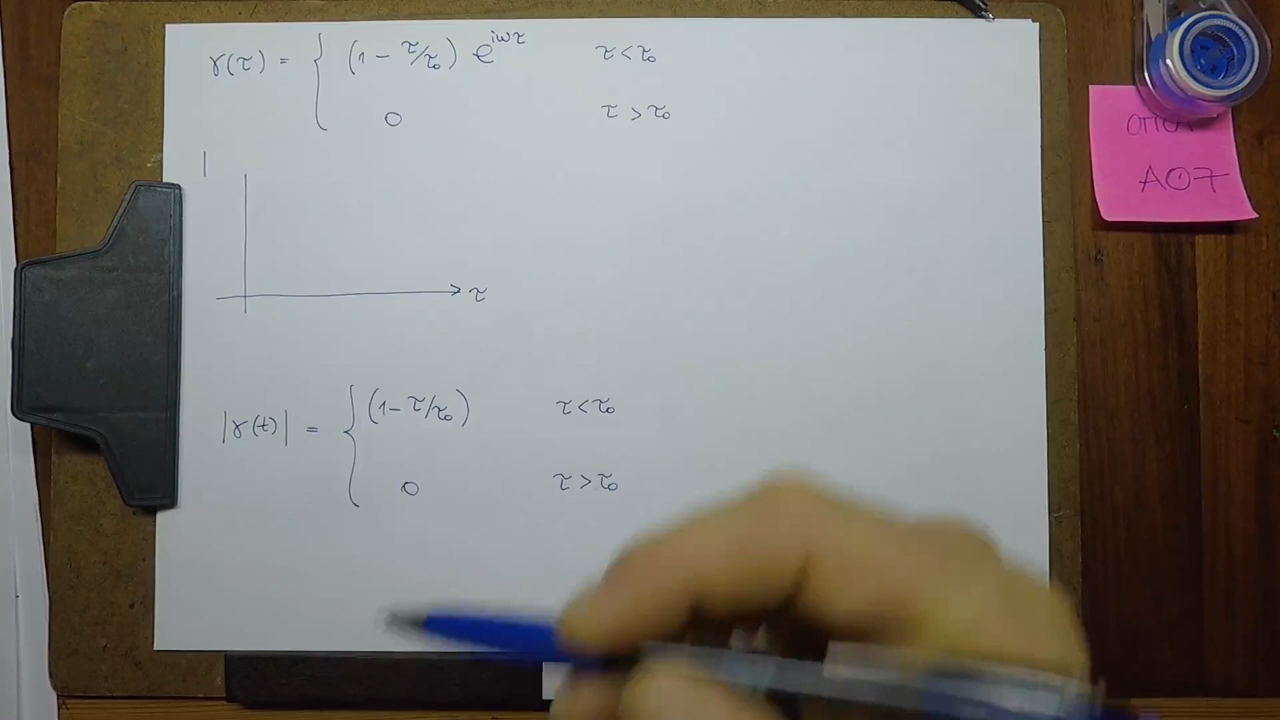 γ(τ) = { (1 - τ/τ₀) e^{iωτ} τ < τ₀
0 τ > τ₀
|
τ
|γ(t)| = { (1 - τ/τ₀) τ < τ₀
0 τ > τ₀
A07